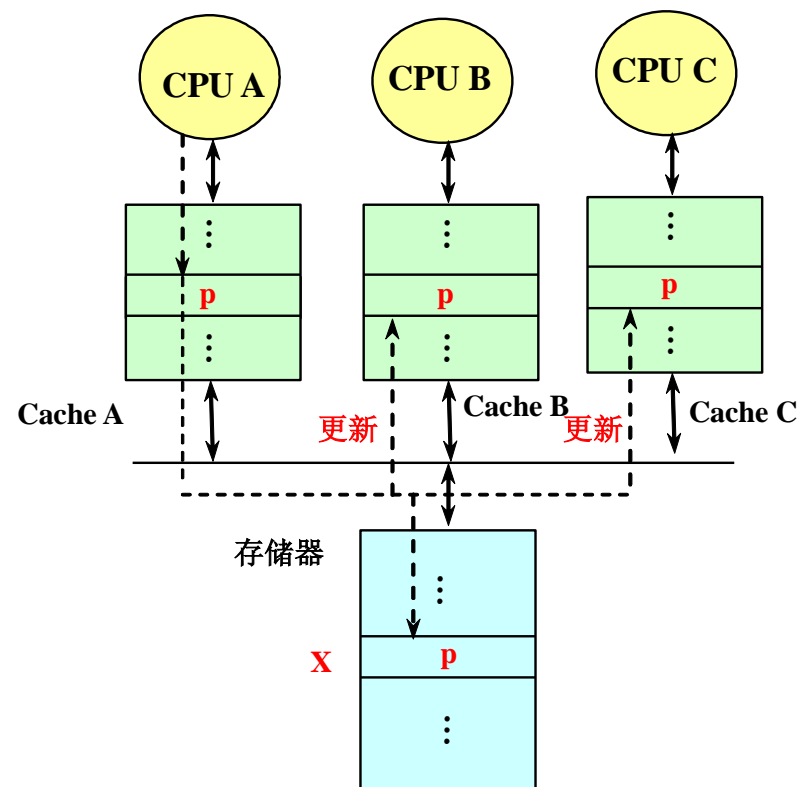 CPU A
CPU B
CPU C
⋮
⋮
⋮
p
p
p
⋮
⋮
⋮
Cache A
更新
Cache B
更新
Cache C
存储器
⋮
X
p
⋮